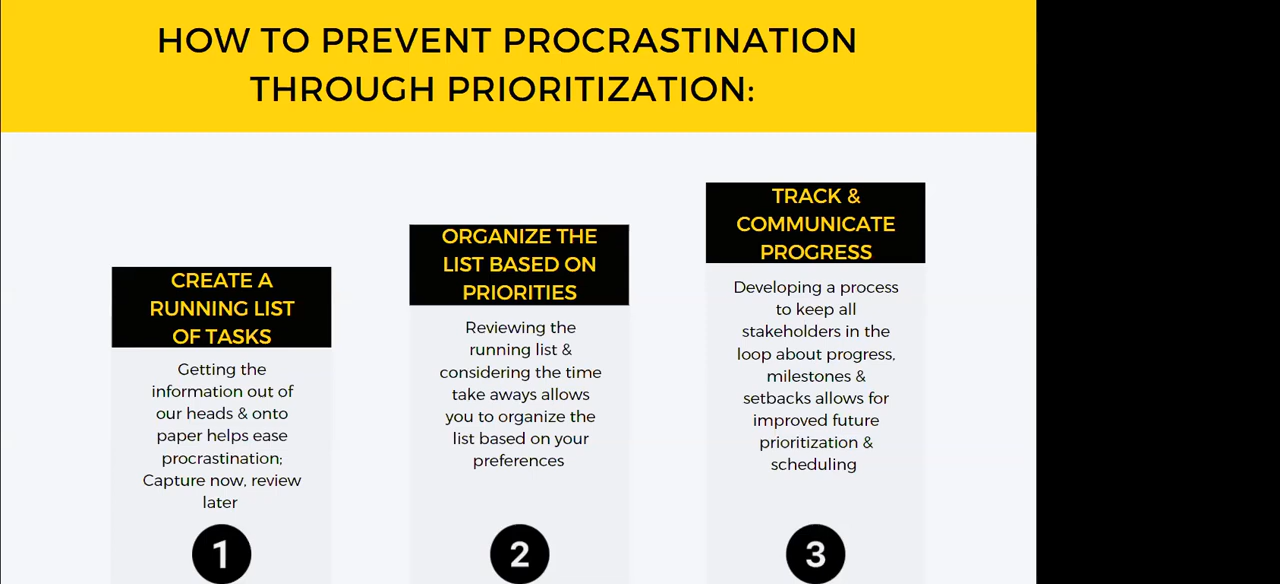 HOW TO PREVENT PROCRASTINATION
THROUGH PRIORITIZATION:
CREATE A
RUNNING LIST
OF TASKS
Getting the
information out of
our heads & onto
paper helps ease
procrastination;
Capture now, review
later
1
ORGANIZE THE
LIST BASED ON
PRIORITIES
Reviewing the
running list &
considering the time
take aways allows
you to organize the
list based on your
preferences
2
TRACK &
COMMUNICATE
PROGRESS
Developing a process
to keep all
stakeholders in the
loop about progress,
milestones &
setbacks allows for
improved future
prioritization &
scheduling
3